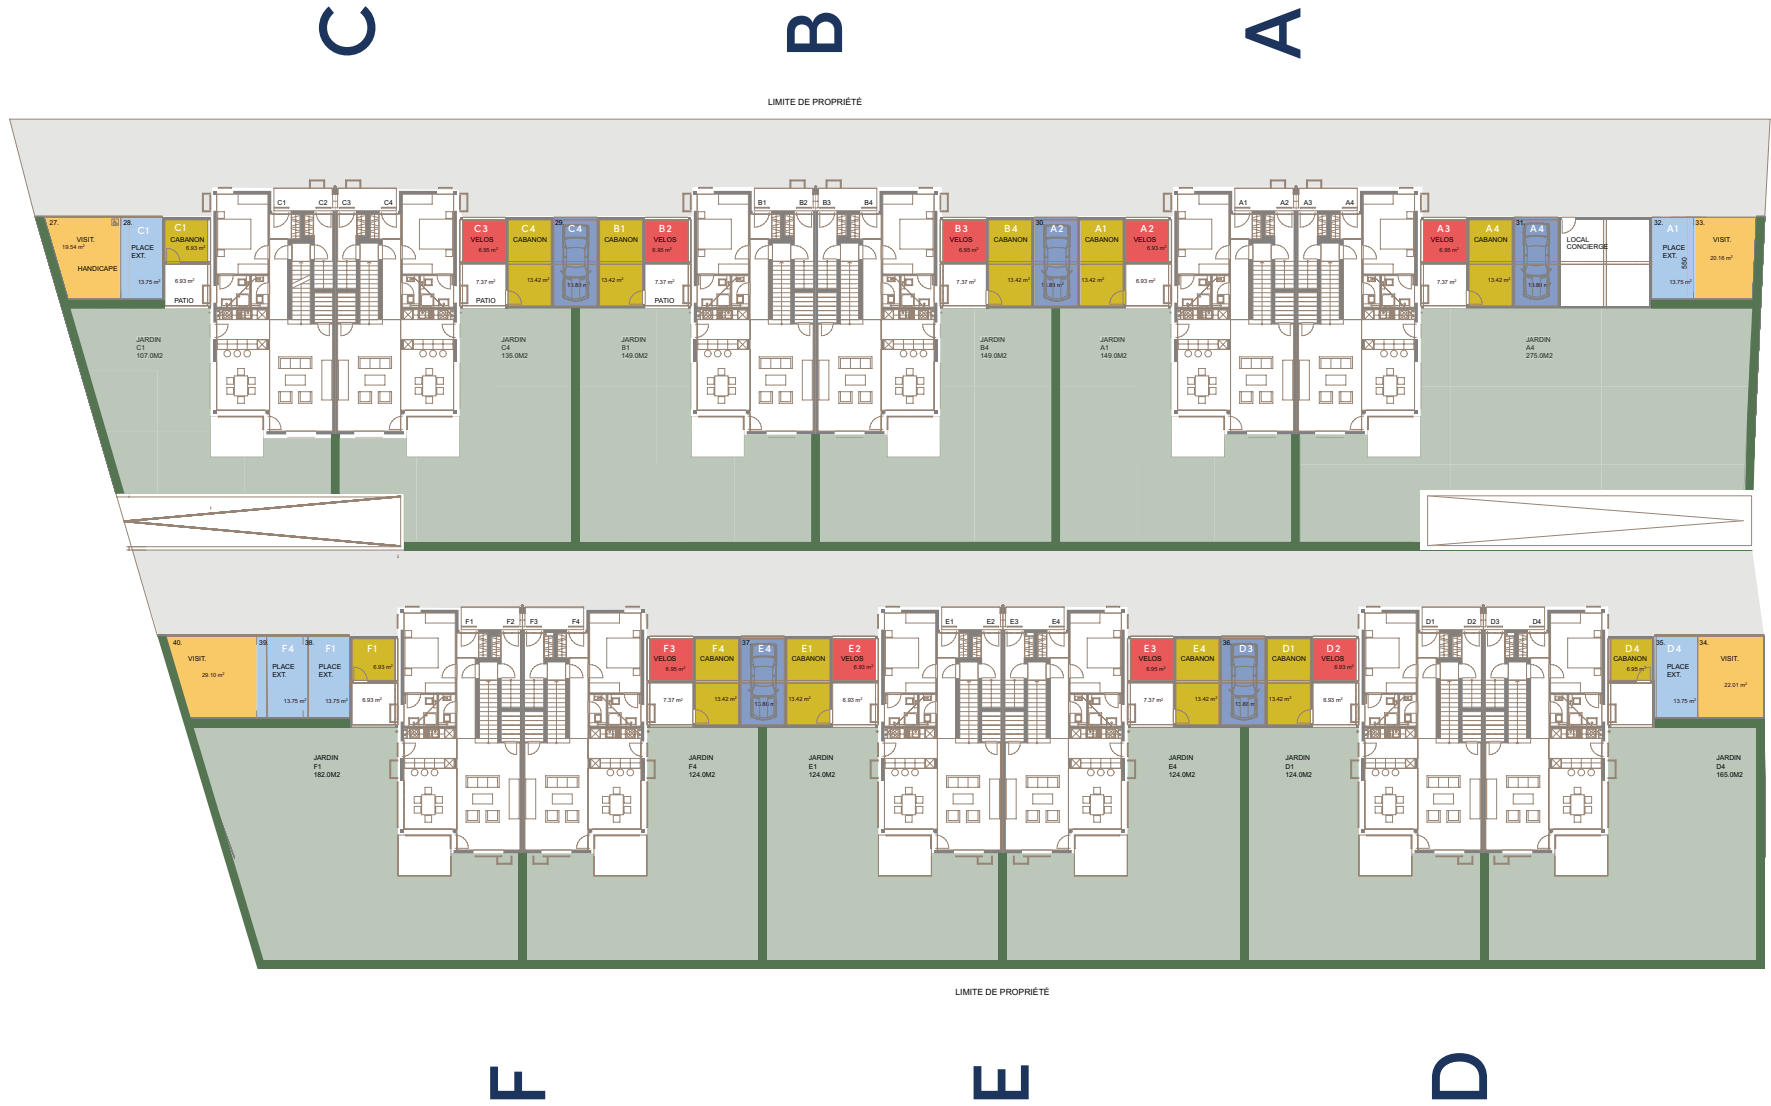 C
B
A
LIMITE DE PROPRIÉTÉ
C1 C2 C3 C4
B1 B2 B3 B4
A1 A2 A3 A4
27.
VISIT.
19.54 m²
HANDICAPE
28.
C1
PLACE
EXT.
13.75 m²
C1
CABANON
6.93 m²
6.93 m²
PATIO
C3
VELOS
6.95 m²
7.37 m²
PATIO
C4
CABANON
13.42 m²
29.
C4
B1
CABANON
13.42 m²
B2
VELOS
6.95 m²
7.37 m²
PATIO
B3
VELOS
6.95 m²
7.37 m²
B4
CABANON
13.42 m²
30.
A2
A1
CABANON
13.42 m²
A2
VELOS
6.93 m²
6.93 m²
A3
VELOS
6.95 m²
7.37 m²
A4
CABANON
13.42 m²
31.
A4
LOCAL
CONCIERGE
32.
A1
PLACE
EXT.
550
13.75 m²
33.
VISIT.
20.16 m²
JARDIN
C1
107.0M2
JARDIN
C4
135.0M2
JARDIN
B1
149.0M2
JARDIN
B4
149.0M2
JARDIN
A1
149.0M2
JARDIN
A4
275.0M2
F1 F2 F3 F4
E1 E2 E3 E4
D1 D2 D3 D4
40.
VISIT.
29.10 m²
39.
F4
PLACE
EXT.
13.75 m²
38.
F1
PLACE
EXT.
13.75 m²
F1
6.93 m²
6.93 m²
F3
VELOS
6.95 m²
7.37 m²
F4
CABANON
13.42 m²
37.
E4
E1
CABANON
13.42 m²
E2
VELOS
6.93 m²
6.93 m²
E3
VELOS
6.95 m²
7.37 m²
E4
CABANON
13.42 m²
36.
D3
D1
CABANON
13.42 m²
D2
VELOS
6.93 m²
6.93 m²
D4
CABANON
6.95 m²
35.
D4
PLACE
EXT.
13.75 m²
34.
VISIT.
22.01 m²
JARDIN
F1
182.0M2
JARDIN
F4
124.0M2
JARDIN
E1
124.0M2
JARDIN
E4
124.0M2
JARDIN
D1
124.0M2
JARDIN
D4
165.0M2
LIMITE DE PROPRIÉTÉ
F
E
D